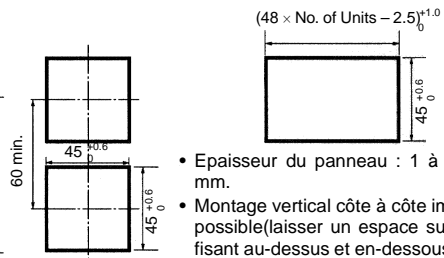 (48 × No. of Units – 2.5) +1.0 0
60 min.
45 +0.6 0
45 +0.6 0
45 +0.6 0
• Epaisseur du panneau : 1 à
mm.
• Montage vertical côte à côte im
possible(laisser un espace su
fisant au-dessus et en-dessous